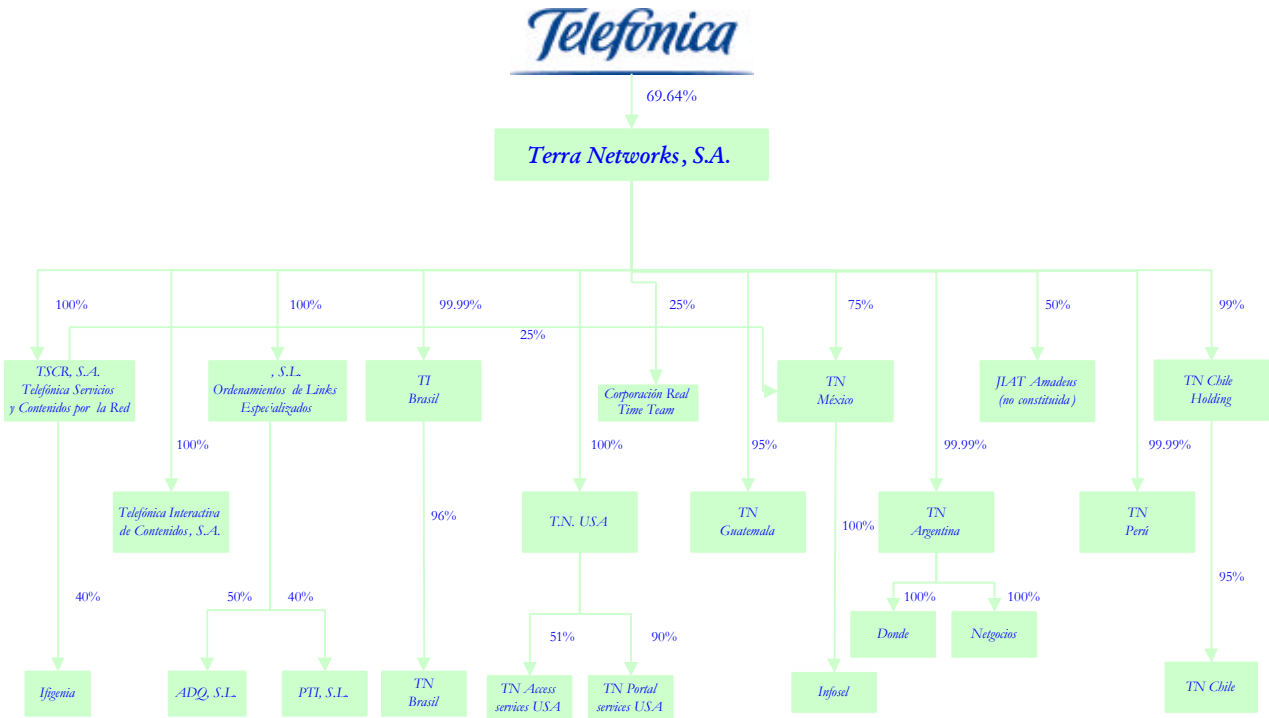 Telefónica
69.64%
Terra Networks, S.A.
100%
100%
99.99%
25%
75%
50%
99%
25%
TSCR, S.A.
Telefónica Servicios
y Contenidos por la Red
, S.L.
Ordenamientos de Links
Especializados
TI
Brasil
Corporación Real
Time Team
TN
México
JIAT Amadeus
(no constituida)
TN Chile
Holding
100%
100%
95%
99.99%
99.99%
Telefónica Interactiva
de Contenidos, S.A.
96%
T.N. USA
TN
Guatemala
100%
TN
Argentina
TN
Perú
95%
40%
50%
40%
100%
100%
51%
90%
Donde
Netgocios
Ifigenia
ADQ, S.L.
PTI, S.L.
TN
Brasil
TN Access
services USA
TN Portal
services USA
Infosel
TN Chile